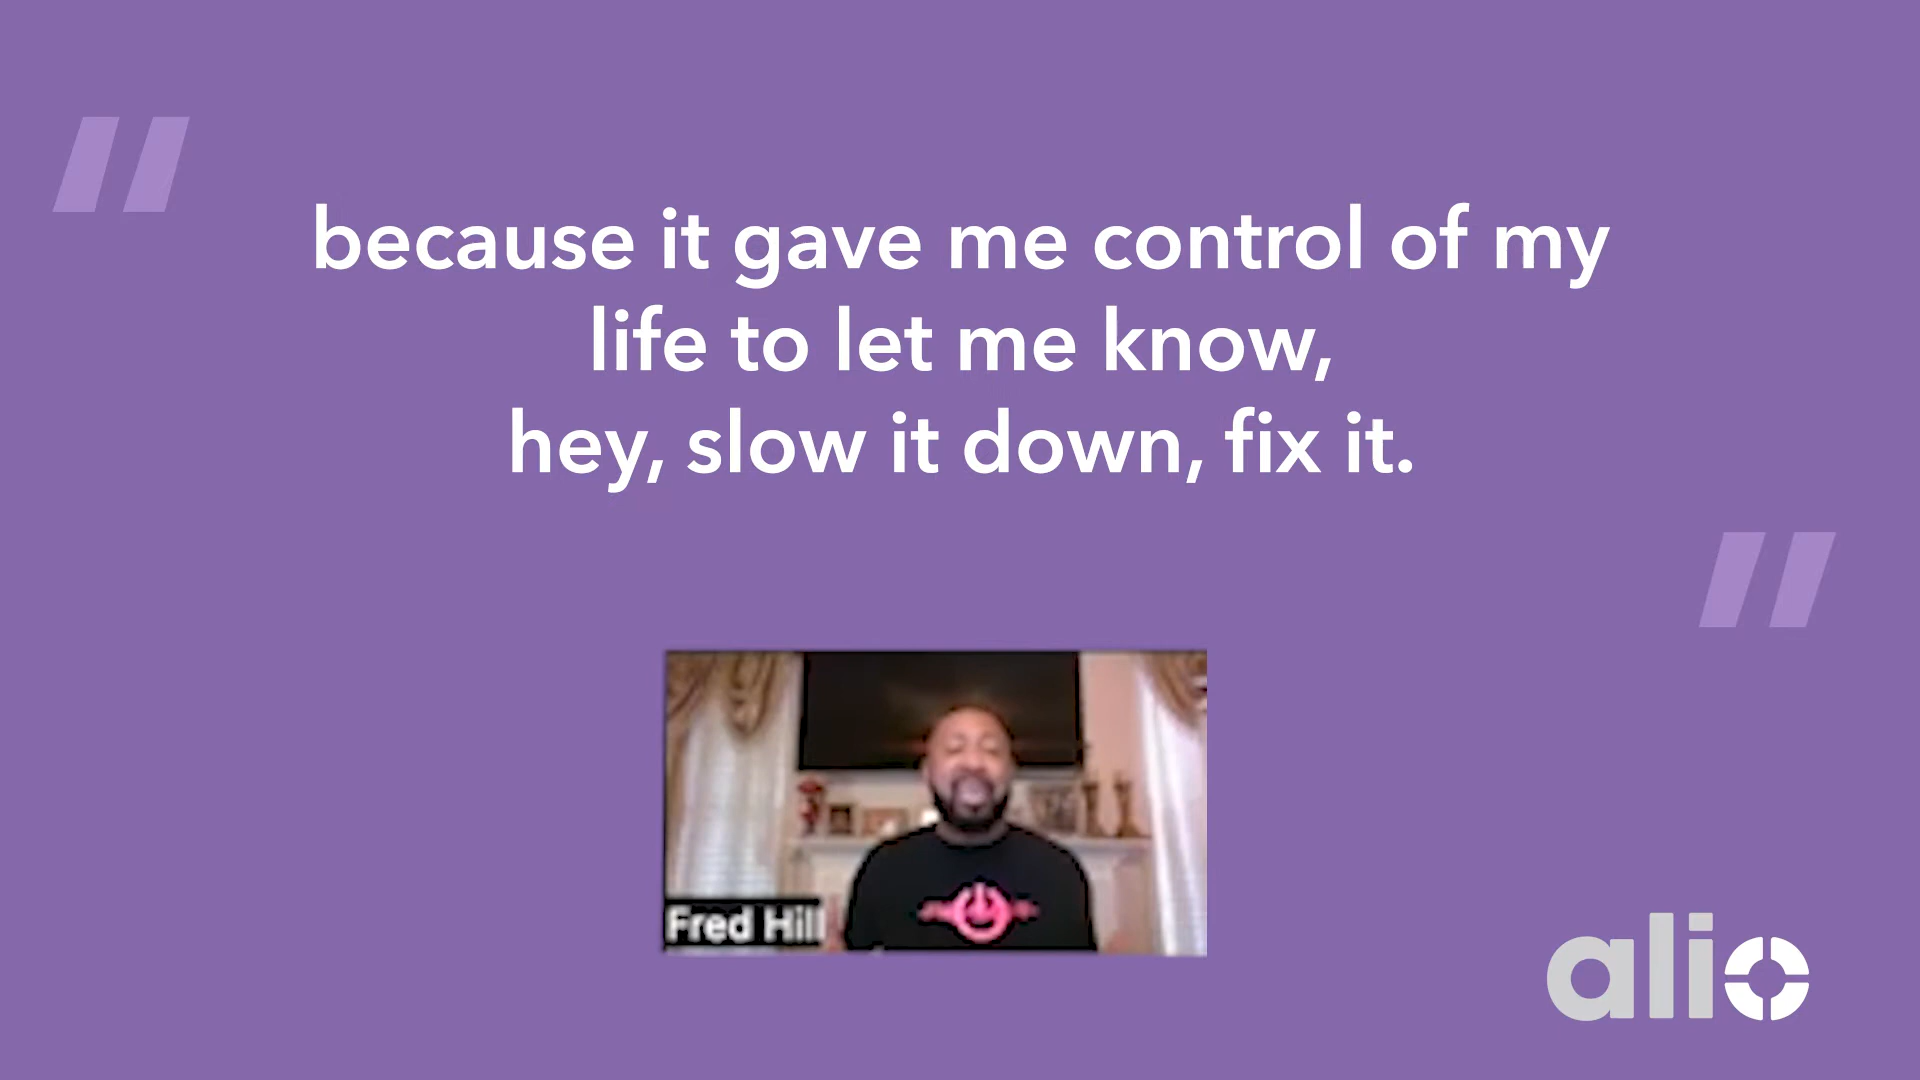 because it gave me control of my
life to let me know,
hey, slow it down, fix it.
Fred Hill
alio